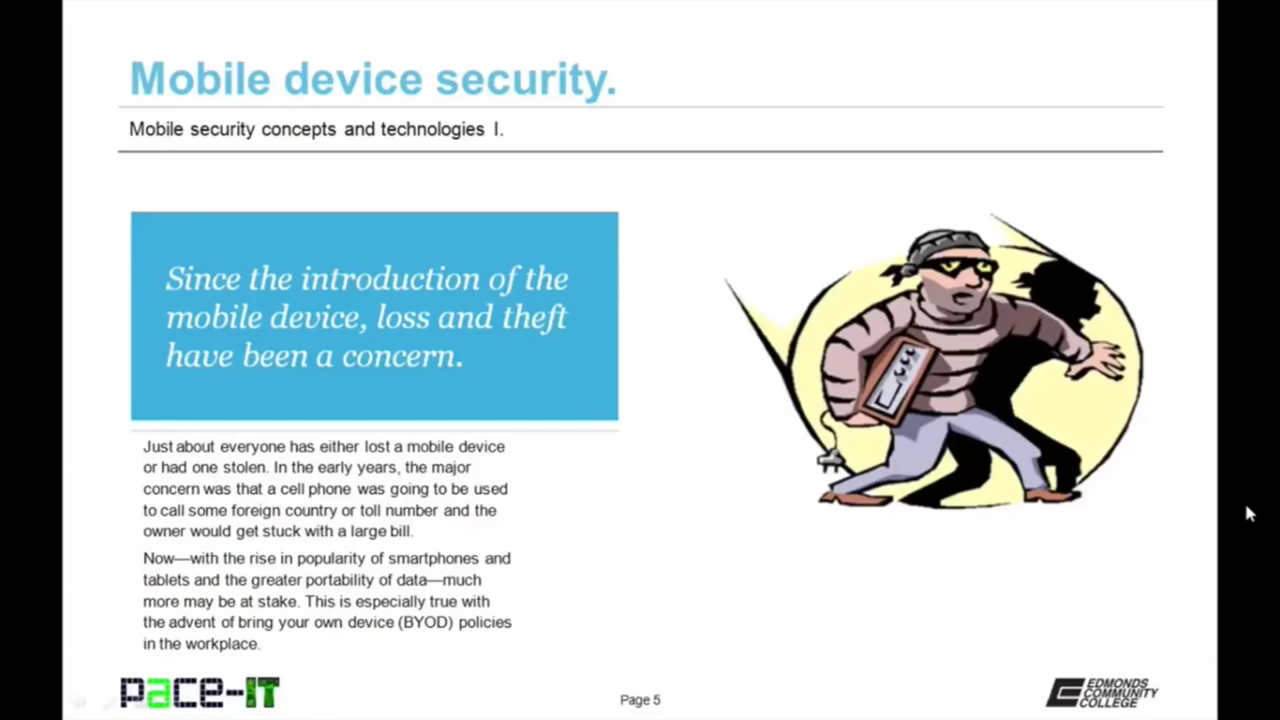 Mobile device security.
Mobile security concepts and technologies I.
Since the introduction of the
mobile device, loss and theft
have been a concern.
Just about everyone has either lost a mobile device
or had one stolen. In the early years, the major
concern was that a cell phone was going to be used
to call some foreign country or toll number and the
owner would get stuck with a large bill.
Now—with the rise in popularity of smartphones and
tablets and the greater portability of data—much
more may be at stake. This is especially true with
the advent of bring your own device (BYOD) policies
in the workplace.
pace-IT
Page 5
EDMONDS
COMMUNITY
COLLEGE